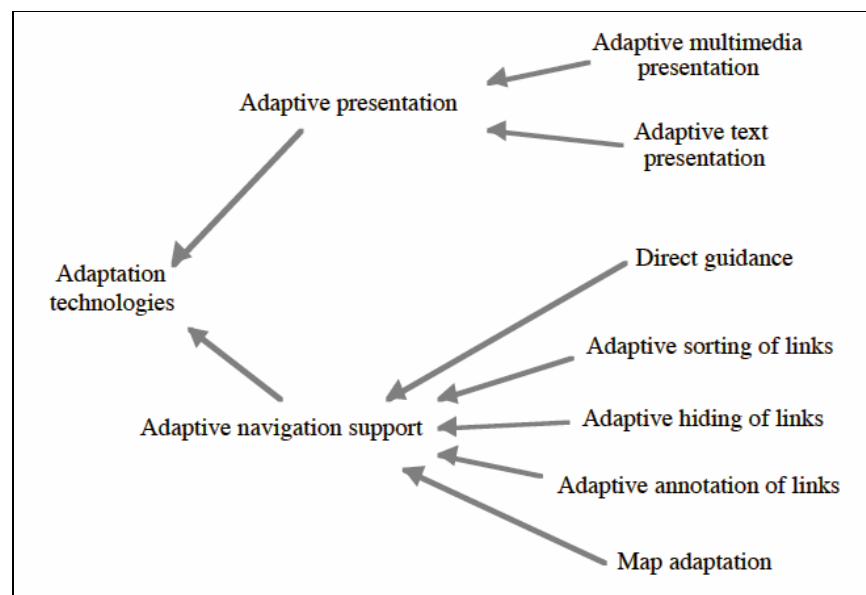 Adaptive multimedia
presentation
Adaptive presentation
Adaptive text
presentation
Direct guidance
Adaptation
technologies
Adaptive sorting of links
Adaptive hiding of links
Adaptive navigation support
Adaptive annotation of links
Map adaptation